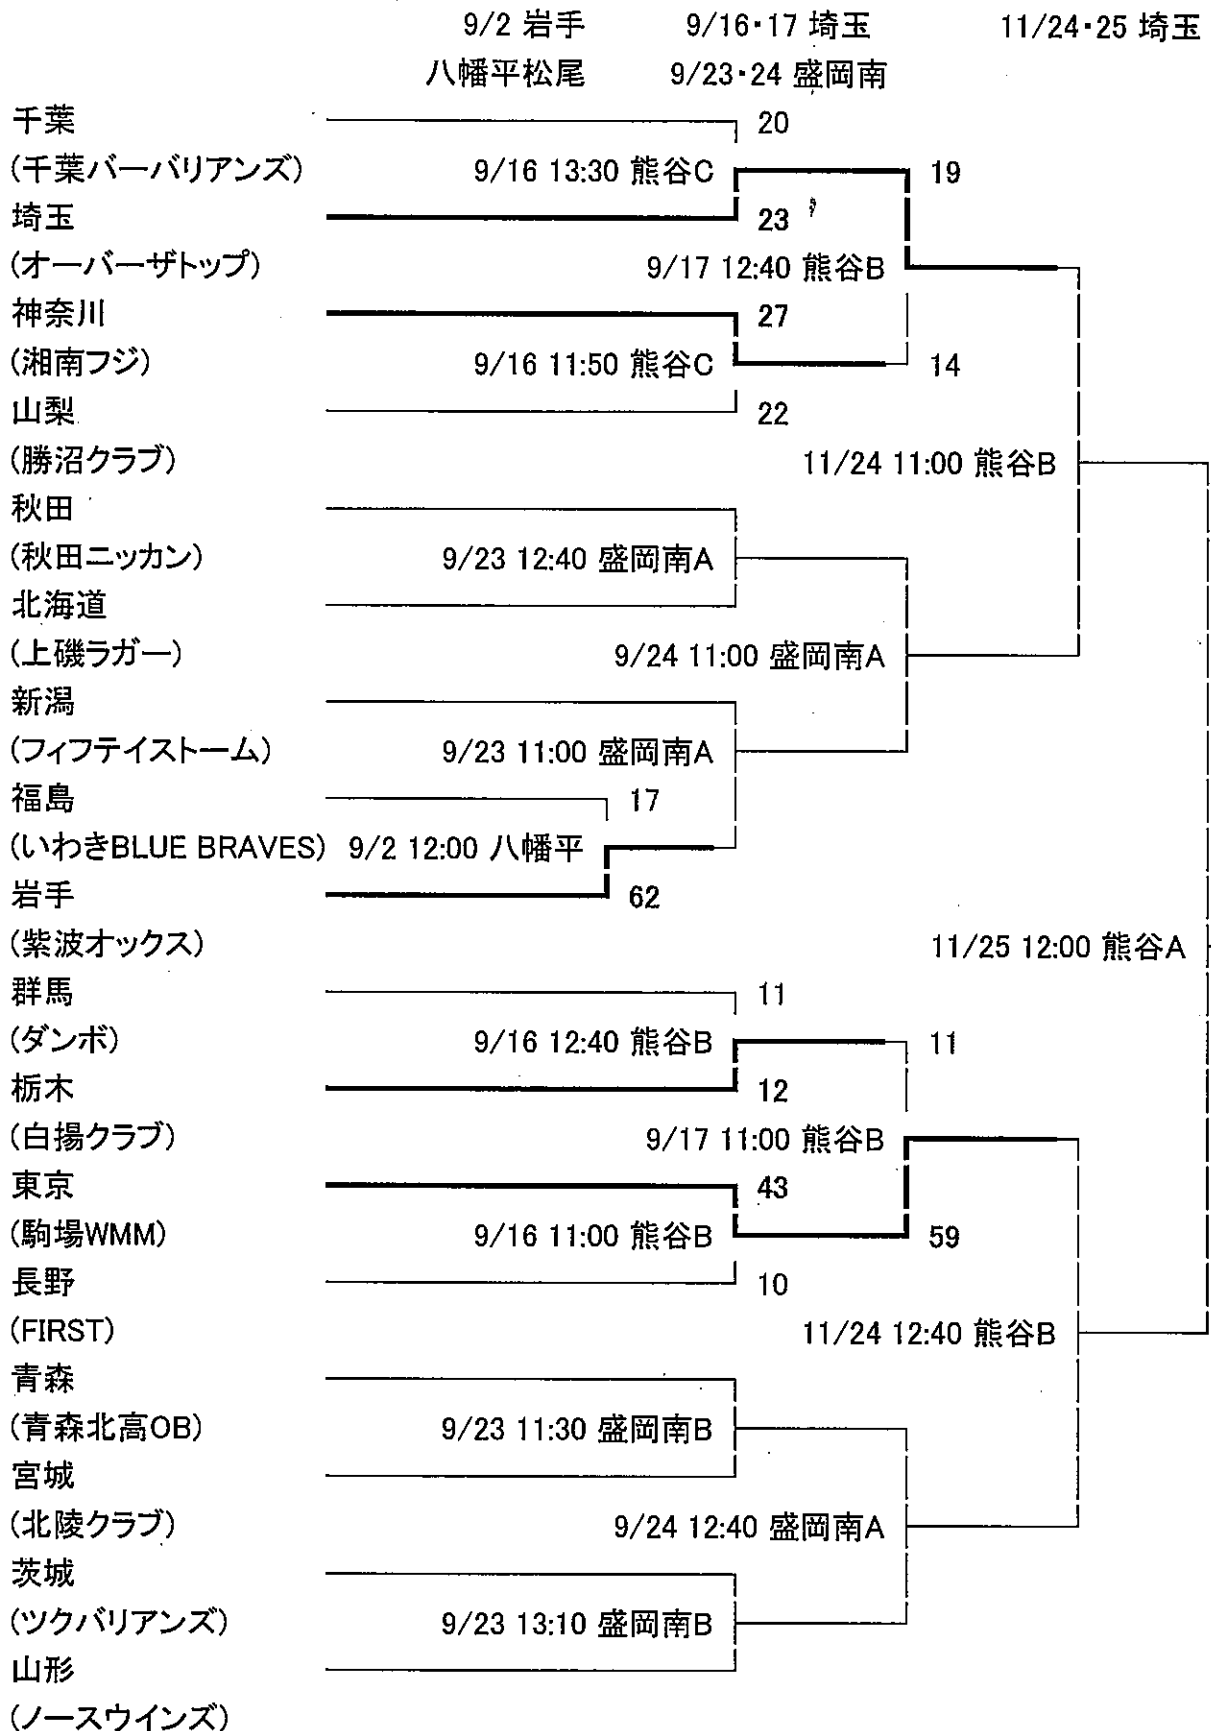 9/2 岩手 9/16・17 埼玉 11/24・25 埼玉
八幡平松尾 9/23・24 盛岡南
千葉 20
(千葉バーバリアンズ) 9/16 13:30 熊谷C 19
埼玉 23
(オーバーザトップ) 9/17 12:40 熊谷B
神奈川 27
(湘南フジ) 9/16 11:50 熊谷C 14
山梨 22
(勝沼クラブ) 11/24 11:00 熊谷B
秋田
(秋田ニッカン) 9/23 12:40 盛岡南A
北海道
(上磯ラガー) 9/24 11:00 盛岡南A
新潟
(フィフテイストーム) 9/23 11:00 盛岡南A
福島 17
(いわきBLUE BRAVES) 9/2 12:00 八幡平
岩手 62
(紫波オックス) 11/25 12:00 熊谷A
群馬 11
(ダンボ) 9/16 12:40 熊谷B 11
栃木 12
(白揚クラブ) 9/17 11:00 熊谷B
東京 43
(駒場WMM) 9/16 11:00 熊谷B 59
長野 10
(FIRST) 11/24 12:40 熊谷B
青森
(青森北高OB) 9/23 11:30 盛岡南B
宮城
(北陵クラブ) 9/24 12:40 盛岡南A
茨城
(ツクバリアンズ) 9/23 13:10 盛岡南B
山形
(ノースウインズ)